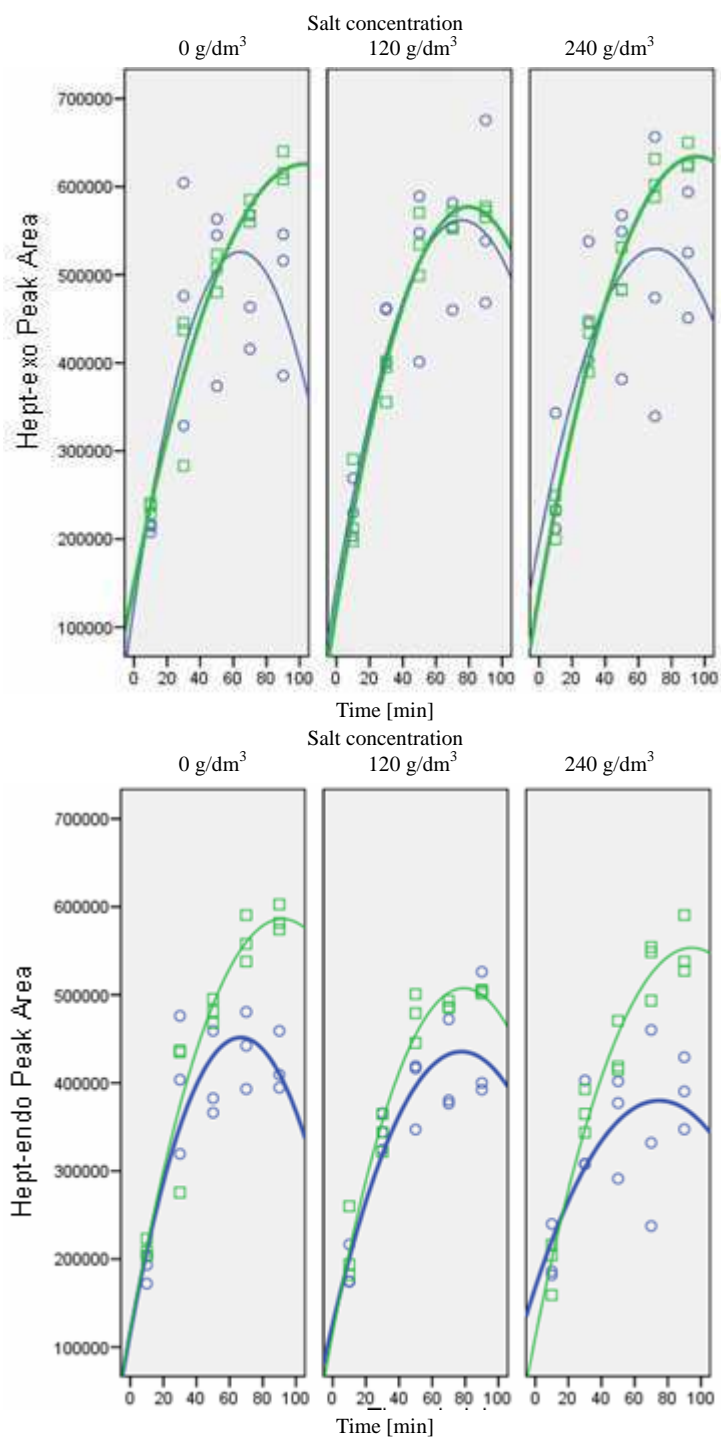 Salt concentration
0 g/dm³ 120 g/dm³ 240 g/dm³
700000
600000
500000
400000
300000
200000
100000
Hept-exo Peak Area
0 20 40 60 80 100 0 20 40 60 80 100 0 20 40 60 80 100
Time [min]
Salt concentration
0 g/dm³ 120 g/dm³ 240 g/dm³
700000
600000
500000
400000
300000
200000
100000
Hept-endo Peak Area
0 20 40 60 80 100 0 20 40 60 80 100 0 20 40 60 80 100
Time [min]